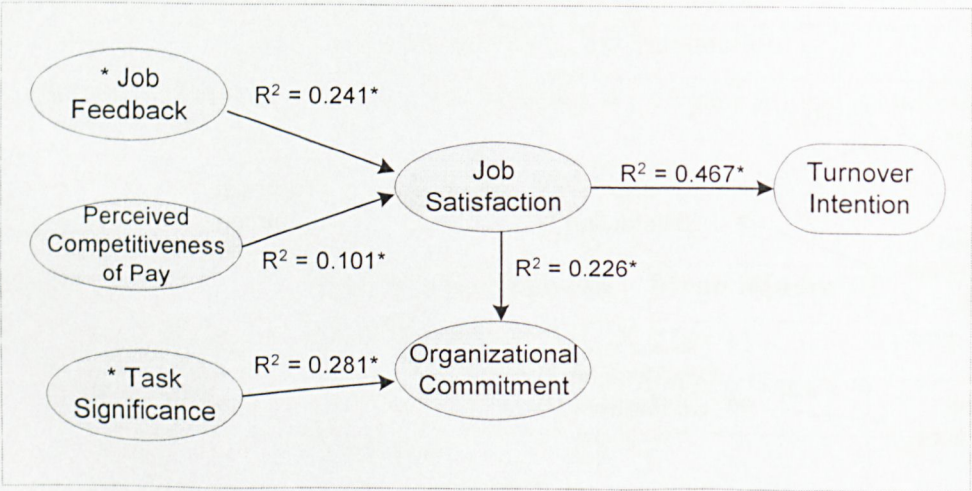 * Job
Feedback
R² = 0.241*
Perceived
Competitiveness
of Pay
R² = 0.101*
Job
Satisfaction
R² = 0.467*
Turnover
Intention
R² = 0.226*
* Task
Significance
R² = 0.281*
Organizational
Commitment